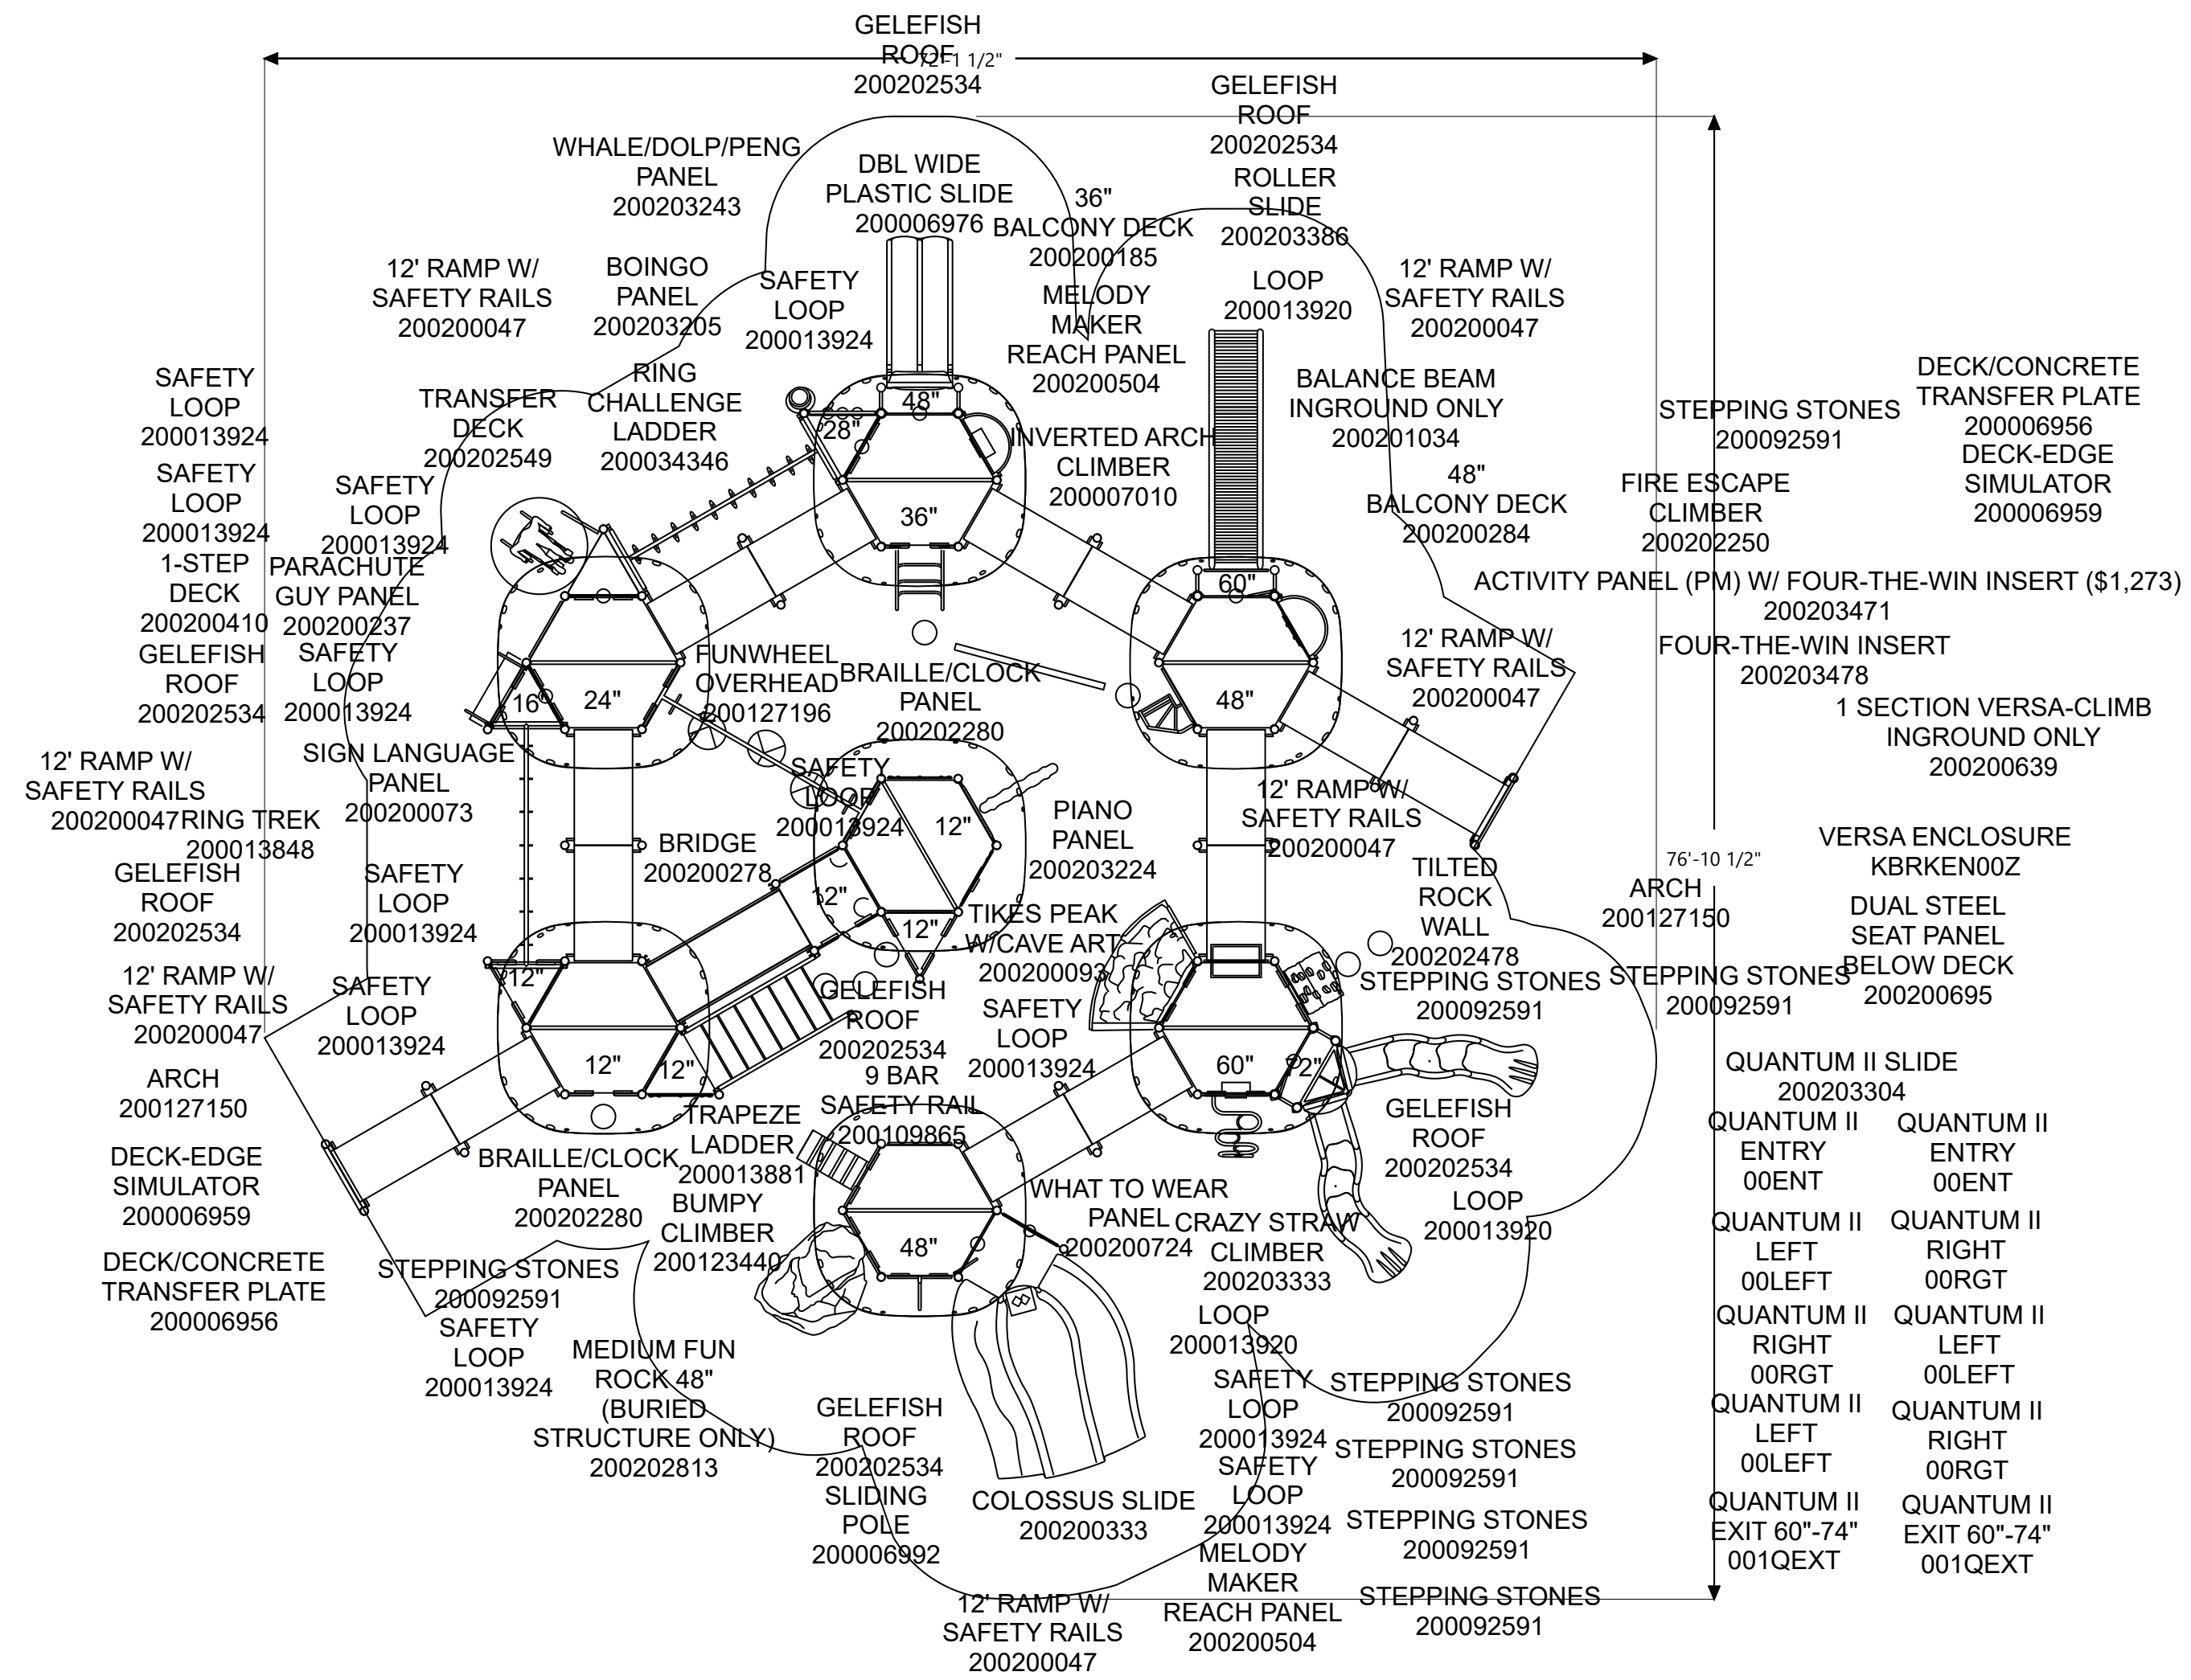 GELEFISH
ROOF
200202534
72'-1 1/2"
GELEFISH
ROOF
200202534
WHALE/DOLP/PENG
PANEL
200203243
DBL WIDE
PLASTIC SLIDE
200006976
36"
BALCONY DECK
200200185
ROLLER
SLIDE
200203386
12' RAMP W/
SAFETY RAILS
200200047
BOINGO
PANEL
200203205
SAFETY
LOOP
200013924
MELODY
MAKER
REACH PANEL
200200504
LOOP
200013920
12' RAMP W/
SAFETY RAILS
200200047
SAFETY
LOOP
200013924
TRANSFER
DECK
200202549
RING
CHALLENGE
LADDER
200034346
48"
28"
36"
INVERTED ARCH
CLIMBER
200007010
BALANCE BEAM
INGROUND ONLY
200201034
STEPPING STONES
200092591
DECK/CONCRETE
TRANSFER PLATE
200006956
DECK-EDGE
SIMULATOR
200006959
SAFETY
LOOP
200013924
SAFETY
LOOP
200013924
48"
BALCONY DECK
200200284
FIRE ESCAPE
CLIMBER
200202250
1-STEP
DECK
200200410
PARACHUTE
GUY PANEL
200200237
60"
ACTIVITY PANEL (PM) W/ FOUR-THE-WIN INSERT ($1,273)
200203471
GELEFISH
ROOF
200202534
SAFETY
LOOP
200013924
16"
24"
FUNWHEEL
OVERHEAD
200127196
BRAILLE/CLOCK
PANEL
200202280
48"
12' RAMP W/
SAFETY RAILS
200200047
FOUR-THE-WIN INSERT
200203478
1 SECTION VERSA-CLIMB
INGROUND ONLY
200200639
12' RAMP W/
SAFETY RAILS
200200047
SIGN LANGUAGE
PANEL
200200073
SAFETY
LOOP
200013924
12' RAMP W/
SAFETY RAILS
200200047
RING TREK
200013848
BRIDGE
200200278
12"
12"
12"
PIANO
PANEL
200203224
76'-10 1/2"
VERSA ENCLOSURE
KBRKEN00Z
GELEFISH
ROOF
200202534
SAFETY
LOOP
200013924
TIKES PEAK
W/CAVE ART
200200093
TILTED
ROCK
WALL
200202478
ARCH
200127150
DUAL STEEL
SEAT PANEL
BELOW DECK
200200695
12' RAMP W/
SAFETY RAILS
200200047
SAFETY
LOOP
200013924
12"
12"
12"
GELEFISH
ROOF
200202534
SAFETY
LOOP
200013924
60"
72"
STEPPING STONES
200092591
STEPPING STONES
200092591
ARCH
200127150
9 BAR
SAFETY RAIL
200109865
QUANTUM II SLIDE
200203304
TRAPEZE
LADDER
200013881
GELEFISH
ROOF
200202534
QUANTUM II
ENTRY
00ENT
QUANTUM II
ENTRY
00ENT
DECK-EDGE
SIMULATOR
200006959
BRAILLE/CLOCK
PANEL
200202280
BUMPY
CLIMBER
200123440
48"
WHAT TO WEAR
PANEL
200200724
CRAZY STRAW
CLIMBER
200203333
LOOP
200013920
QUANTUM II
LEFT
00LEFT
QUANTUM II
RIGHT
00RGT
DECK/CONCRETE
TRANSFER PLATE
200006956
STEPPING STONES
200092591
SAFETY
LOOP
200013924
LOOP
200013920
QUANTUM II
RIGHT
00RGT
QUANTUM II
LEFT
00LEFT
MEDIUM FUN
ROCK 48"
(BURIED
STRUCTURE ONLY)
200202813
SAFETY
LOOP
200013924
STEPPING STONES
200092591
QUANTUM II
LEFT
00LEFT
QUANTUM II
RIGHT
00RGT
GELEFISH
ROOF
200202534
SAFETY
LOOP
200013924
STEPPING STONES
200092591
SLIDING
POLE
200006992
COLOSSUS SLIDE
200200333
STEPPING STONES
200092591
QUANTUM II
EXIT 60"-74"
001QEXT
QUANTUM II
EXIT 60"-74"
001QEXT
MELODY
MAKER
REACH PANEL
200200504
STEPPING STONES
200092591
12' RAMP W/
SAFETY RAILS
200200047